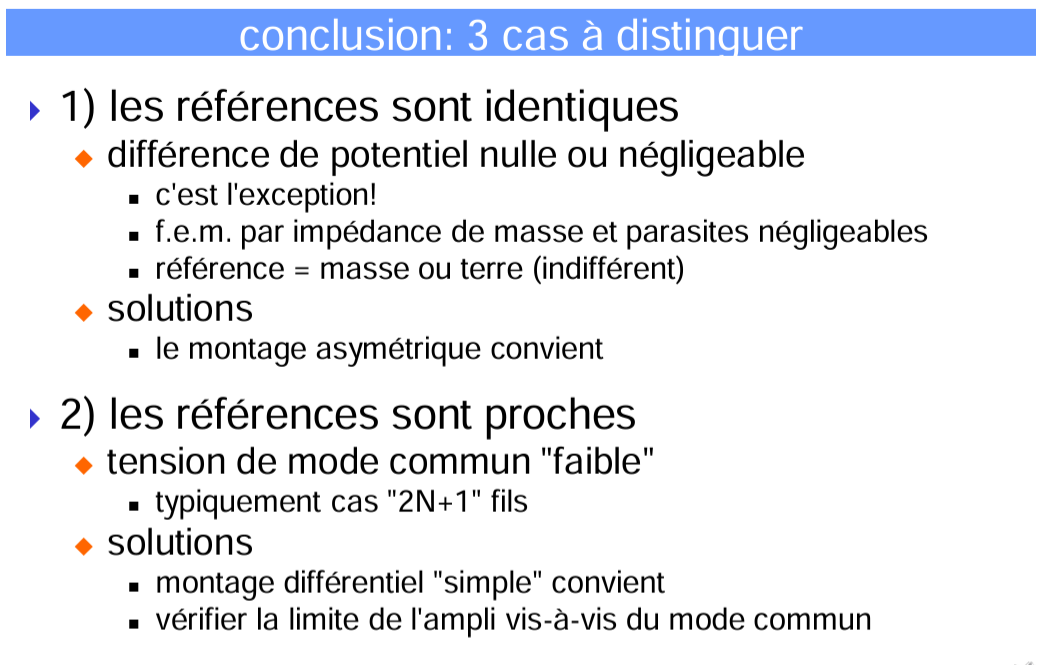 conclusion: 3 cas à distinguer
1) les références sont identiques
différence de potentiel nulle ou négligeable
c'est l'exception!
f.e.m. par impédance de masse et parasites négligeables
référence = masse ou terre (indifférent)
solutions
le montage asymétrique convient
2) les références sont proches
tension de mode commun "faible"
typiquement cas "2N+1" fils
solutions
montage différentiel "simple" convient
vérifier la limite de l'ampli vis-à-vis du mode commun